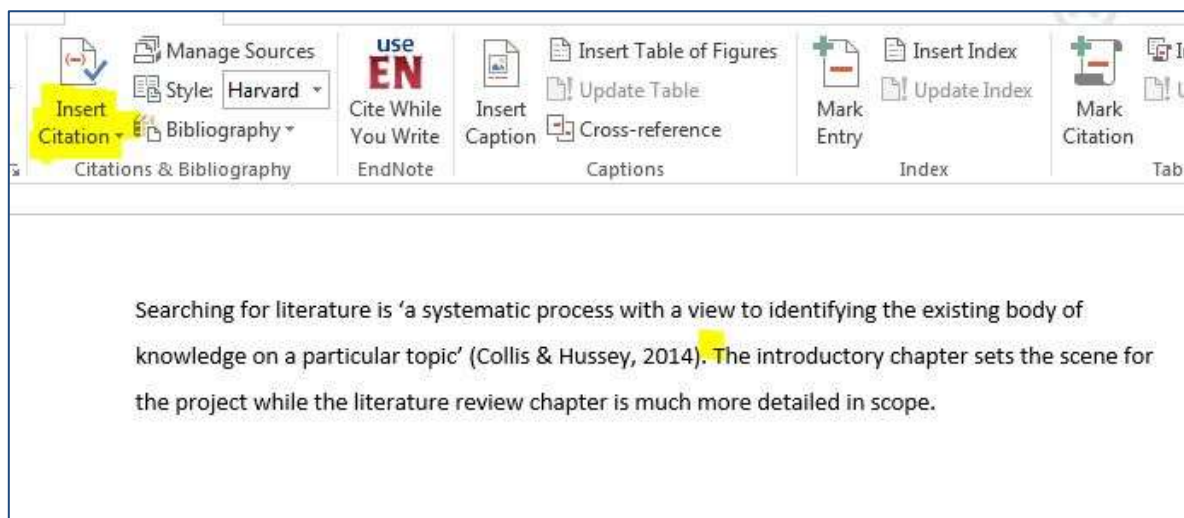 Insert
Citation
Manage Sources
Style: Harvard
Bibliography
Citations & Bibliography
use
EN
Cite While
You Write
EndNote
Insert
Caption
Insert Table of Figures
Update Table
Cross-reference
Captions
Mark
Entry
Insert Index
Update Index
Index
Mark
Citation
Searching for literature is ‘a systematic process with a view to identifying the existing body of
knowledge on a particular topic’ (Collis & Hussey, 2014). The introductory chapter sets the scene for
the project while the literature review chapter is much more detailed in scope.